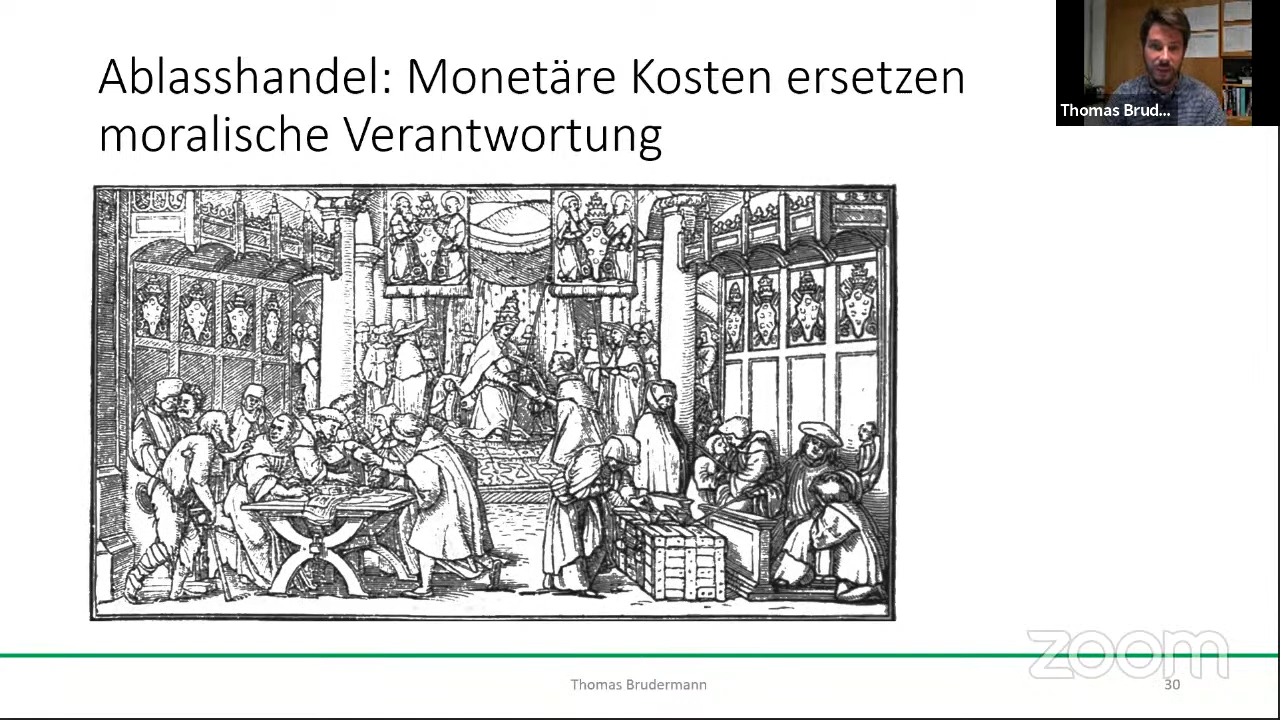 Ablasshandel: Monetäre Kosten ersetzen
moralische Verantwortung
Thomas Brud...
zoom
Thomas Brudermann
30